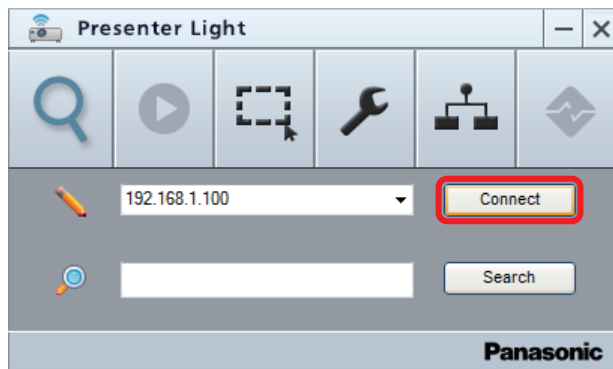 Presenter Light
192.168.1.100
Connect
Search
Panasonic